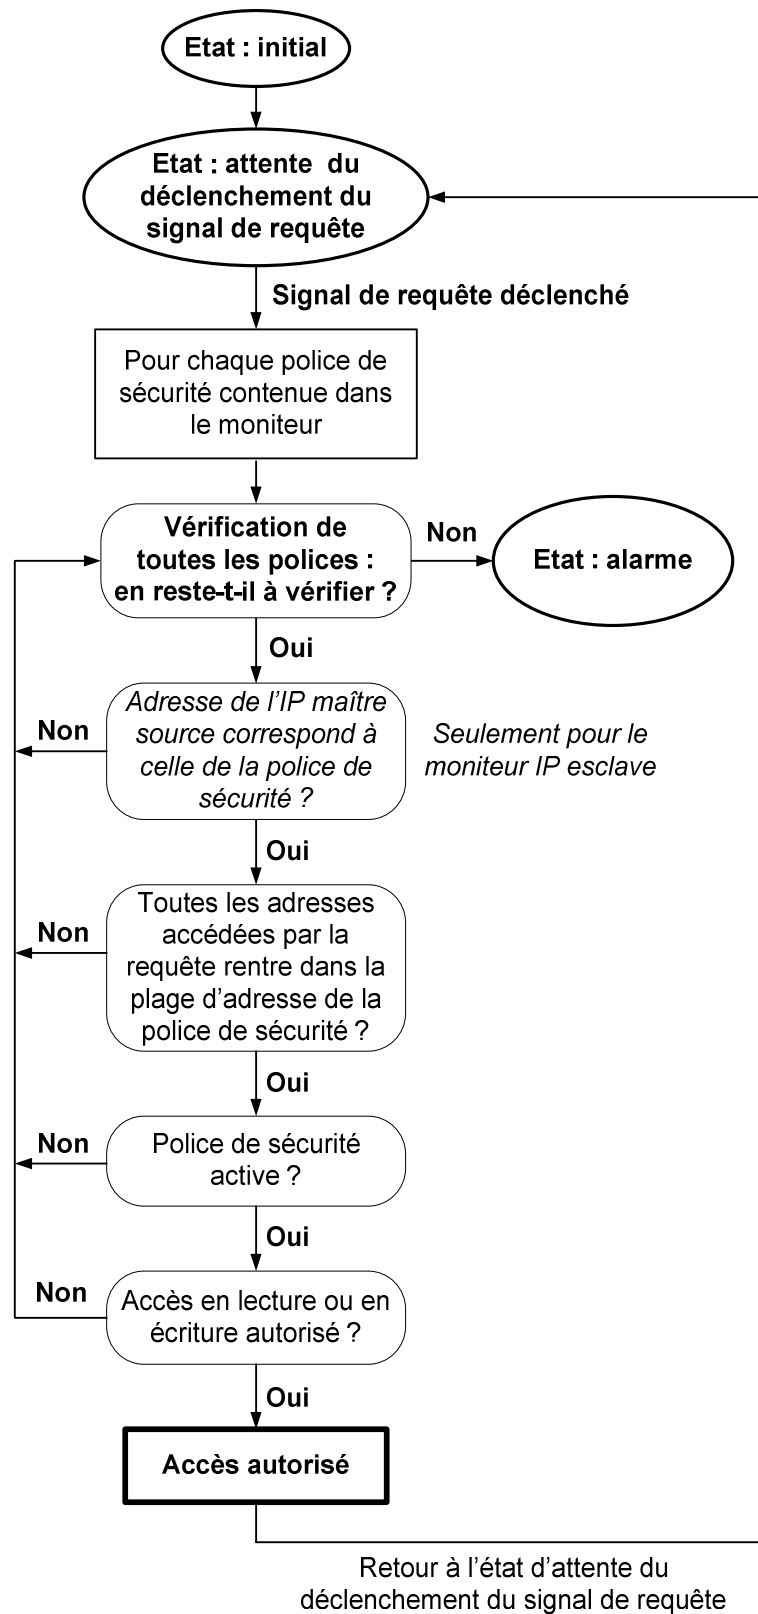 Etat : initial
Etat : attente du
déclenchement du
signal de requête
Signal de requête déclenché
Pour chaque police de
sécurité contenue dans
le moniteur
Vérification de
toutes les polices :
en reste-t-il à vérifier ?
Non
Etat : alarme
Oui
Non
Adresse de l’IP maître
source correspond à
celle de la police de
sécurité ?
Seulement pour le
moniteur IP esclave
Oui
Non
Toutes les adresses
accédées par la
requête rentre dans la
plage d’adresse de la
police de sécurité ?
Oui
Non
Police de sécurité
active ?
Oui
Non
Accès en lecture ou en
écriture autorisé ?
Oui
Accès autorisé
Retour à l’état d’attente du
déclenchement du signal de requête